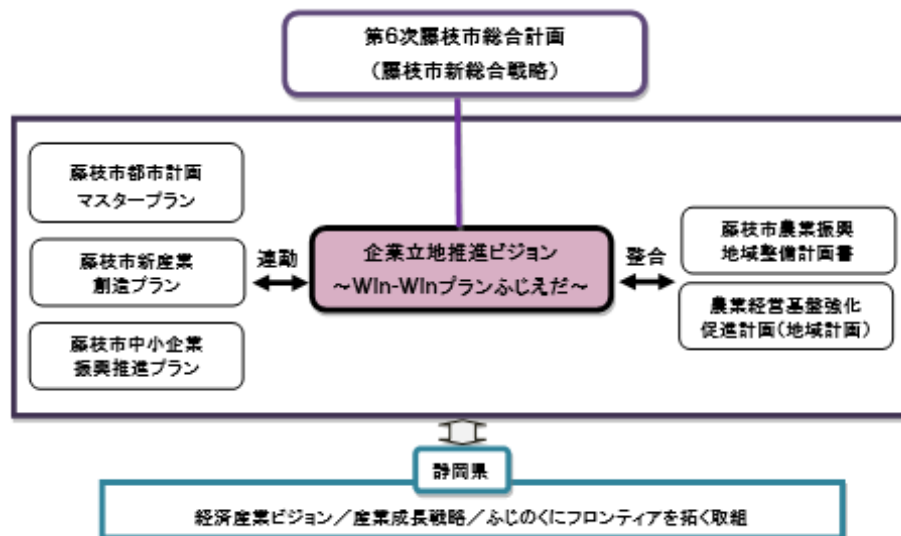 第6次藤枝市総合計画
（藤枝市新総合戦略）
藤枝市都市計画
マスタープラン
藤枝市新産業
創造プラン
藤枝市中小企業
振興推進プラン
連動
企業立地推進ビジョン
～Win-Winプランふじえだ～
整合
藤枝市農業振興
地域整備計画書
農業経営基盤強化
促進計画（地域計画）
静岡県
経済産業ビジョン／産業成長戦略／ふじのくにフロンティアを拓く取組